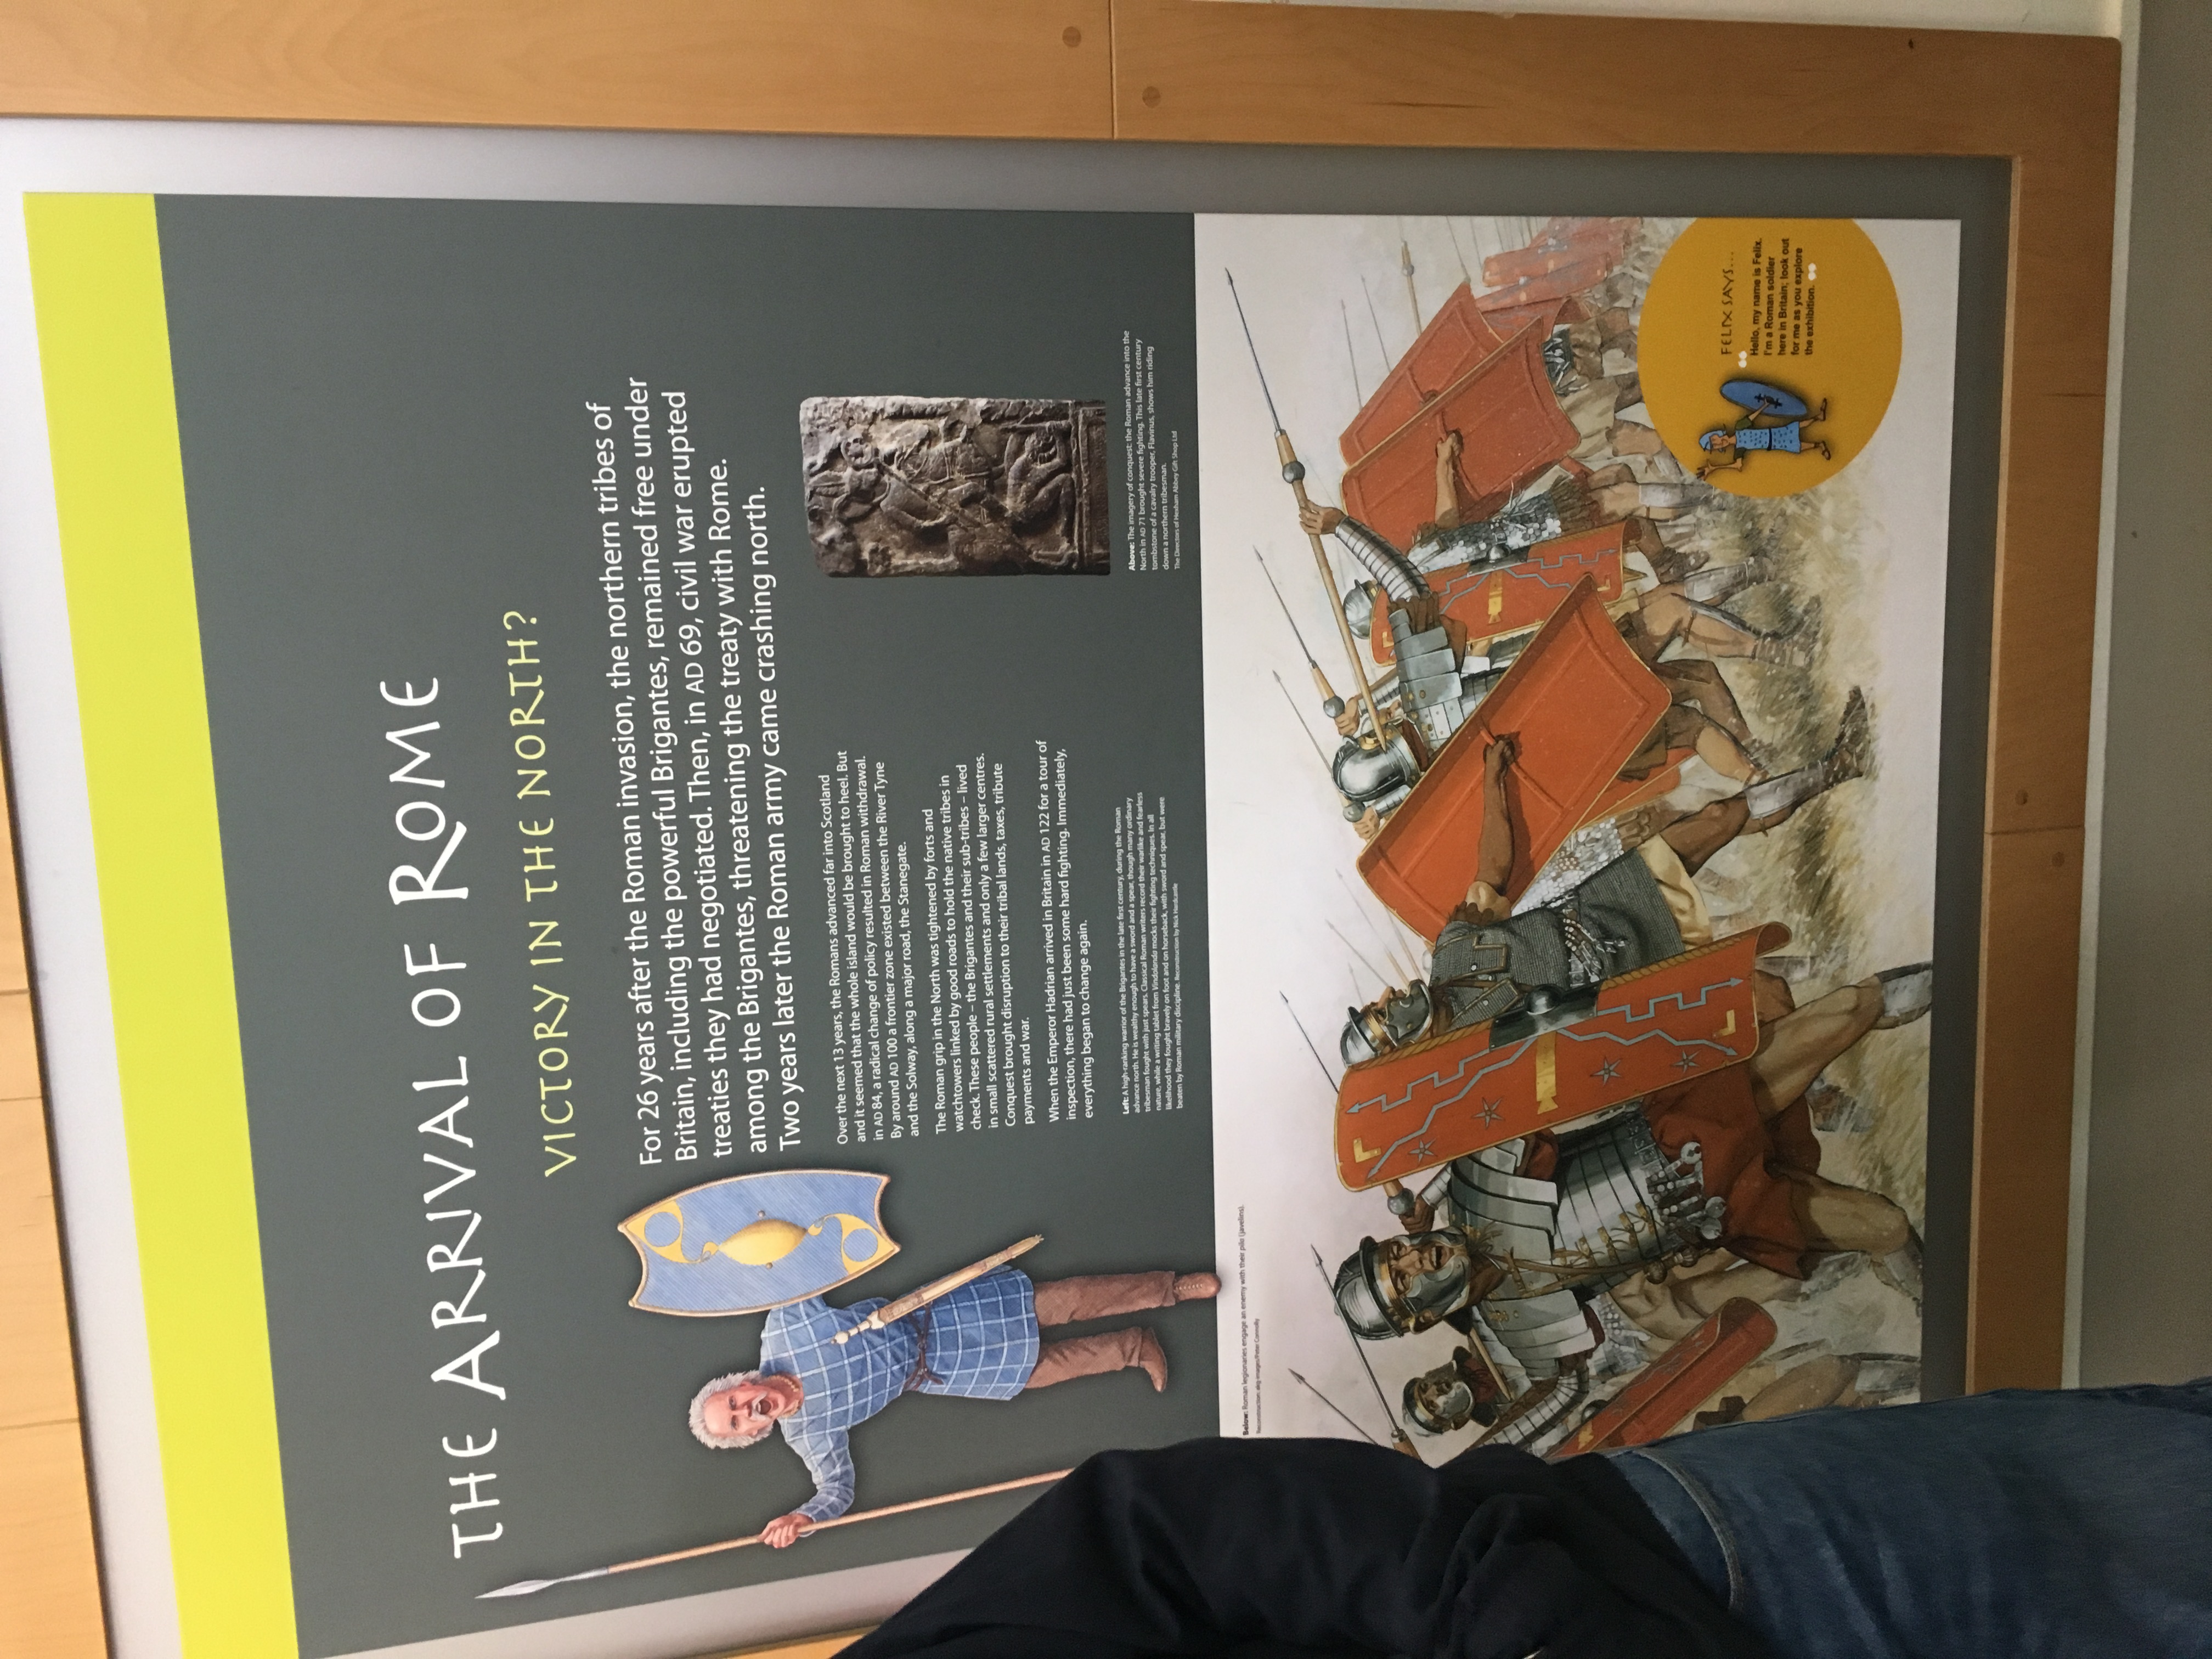 THE ARRIVAL OF ROME
VICTORY IN THE NORTH?
For 26 years after the Roman invasion, the northern tribes of
Britain, including the powerful Brigantes, remained free under
treaties they had negotiated. Then, in AD 69, civil war erupted
among the Brigantes, threatening the treaty with Rome.
Two years later the Roman army came crashing north.
Over the next 13 years, the Romans advanced far into Scotland
and it seemed that the whole island would be brought to heel. But
in AD 84, a radical change of policy resulted in Roman withdrawal.
By around AD 100 a frontier zone existed between the River Tyne
and the Solway, along a major road, the Stanegate.
The Roman grip in the North was tightened by forts and
watchtowers linked by good roads to hold the native tribes in
check. These people – the Brigantes and their sub-tribes – lived
in small scattered rural settlements and only a few larger centres.
Conquest brought disruption to their tribal lands, taxes, tribute
payments and war.
When the Emperor Hadrian arrived in Britain in AD 122 for a tour of
inspection, there had just been some hard fighting. Immediately,
everything began to change again.
Left: A high-ranking warrior of the Brigantes in the late first century, during the Roman
advance north. He is wealthy enough to have a sword and a spear, though many ordinary
tribesman fought with just spears. Classical Roman writers record their warlike and fearless
nature, while a writing tablet from Vindolanda mocks their fighting techniques. In all
likelihood they fought bravely on foot and on horseback, with sword and spear, but were
beaten by Roman military discipline. Reconstruction by Nick Hardcastle
Above: The imagery of conquest: the Roman advance into the
North in AD 71 brought severe fighting. This late first century
tombstone of a cavalry trooper, Flavinus, shows him riding
down a northern tribesman.
The Directors of Hexham Abbey Gift Shop Ltd
Below: Roman legionaries engage an enemy with their pila (javelins).
Reconstruction: akg-images/Peter Connolly
FELIX SAYS...
“Hello, my name is Felix.
I'm a Roman soldier
here in Britain; look out
for me as you explore
the exhibition.”